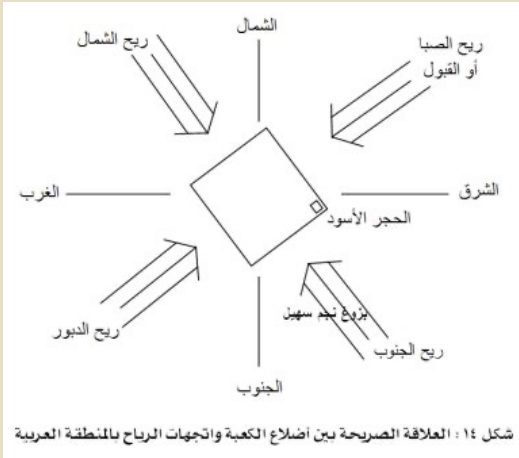 الشمال
ريح الصبا
أو القبول
ريح الشمال
الشرق
الغرب
الحجر الأسود
بزوغ نجم سهيل
ريح الجنوب
ريح الدبور
الجنوب
شكل ١٤ : العلاقة الصريحة بين أضلاع الكعبة واتجهات الرياح بالمنطقة العربية